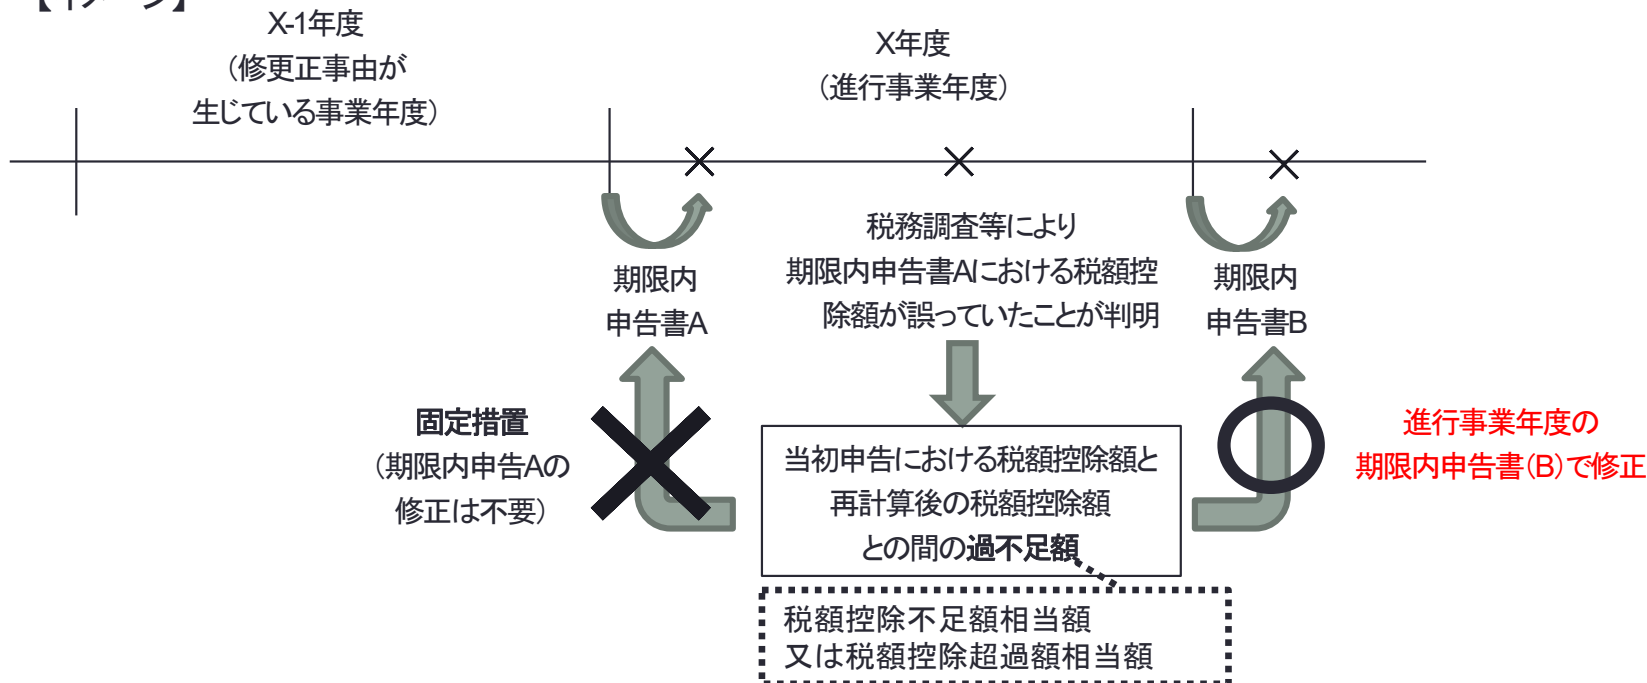 【イメージ】
X-1年度
（修更正事由が
生じている事業年度）
X年度
（進行事業年度）
期限内
申告書A
税務調査等により
期限内申告書Aにおける税額控
除額が誤っていたことが判明
期限内
申告書B
固定措置
（期限内申告Aの
修正は不要）
当初申告における税額控除額と
再計算後の税額控除額
との間の過不足額
進行事業年度の
期限内申告書（B）で修正
税額控除不足額相当額
又は税額控除超過額相当額